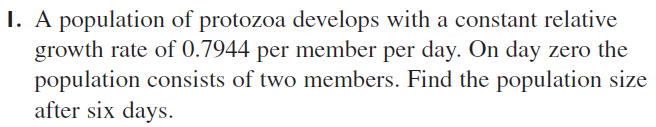 1. A population of protozoa develops with a constant relative
growth rate of 0.7944 per member per day. On day zero the
population consists of two members. Find the population size
after six days.